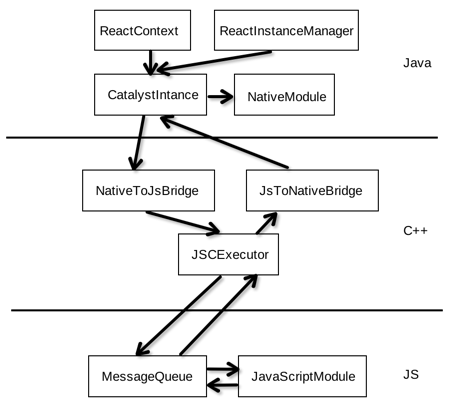 ReactContext
ReactInstanceManager
Java
CatalystIntance
NativeModule
NativeToJsBridge
JsToNativeBridge
C++
JSCExecutor
MessageQueue
JavaScriptModule
JS